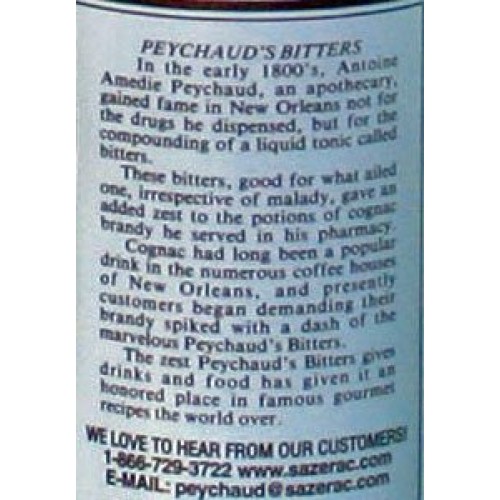 PEYCHAUD'S BITTERS
In the early 1800's, Antoine
Amedie Peychaud, an apothecary,
gained fame in New Orleans not for
the drugs he dispensed, but for the
compounding of a liquid tonic called
bitters.
These bitters, good for what ailed
one, irrespective of malady, gave an
added zest to the potions of cognac
brandy he served in his pharmacy.
Cognac had long been a popular
drink in the numerous coffee houses
of New Orleans, and presently
customers began demanding their
brandy spiked with a dash of the
marvelous Peychaud's Bitters.
The zest Peychaud's Bitters gives
drinks and food has given it an
honored place in famous gourmet
recipes the world over.
WE LOVE TO HEAR FROM OUR CUSTOMERS!
1-866-729-3722 www.sazerac.com
E-MAIL: peychaud@sazerac.com